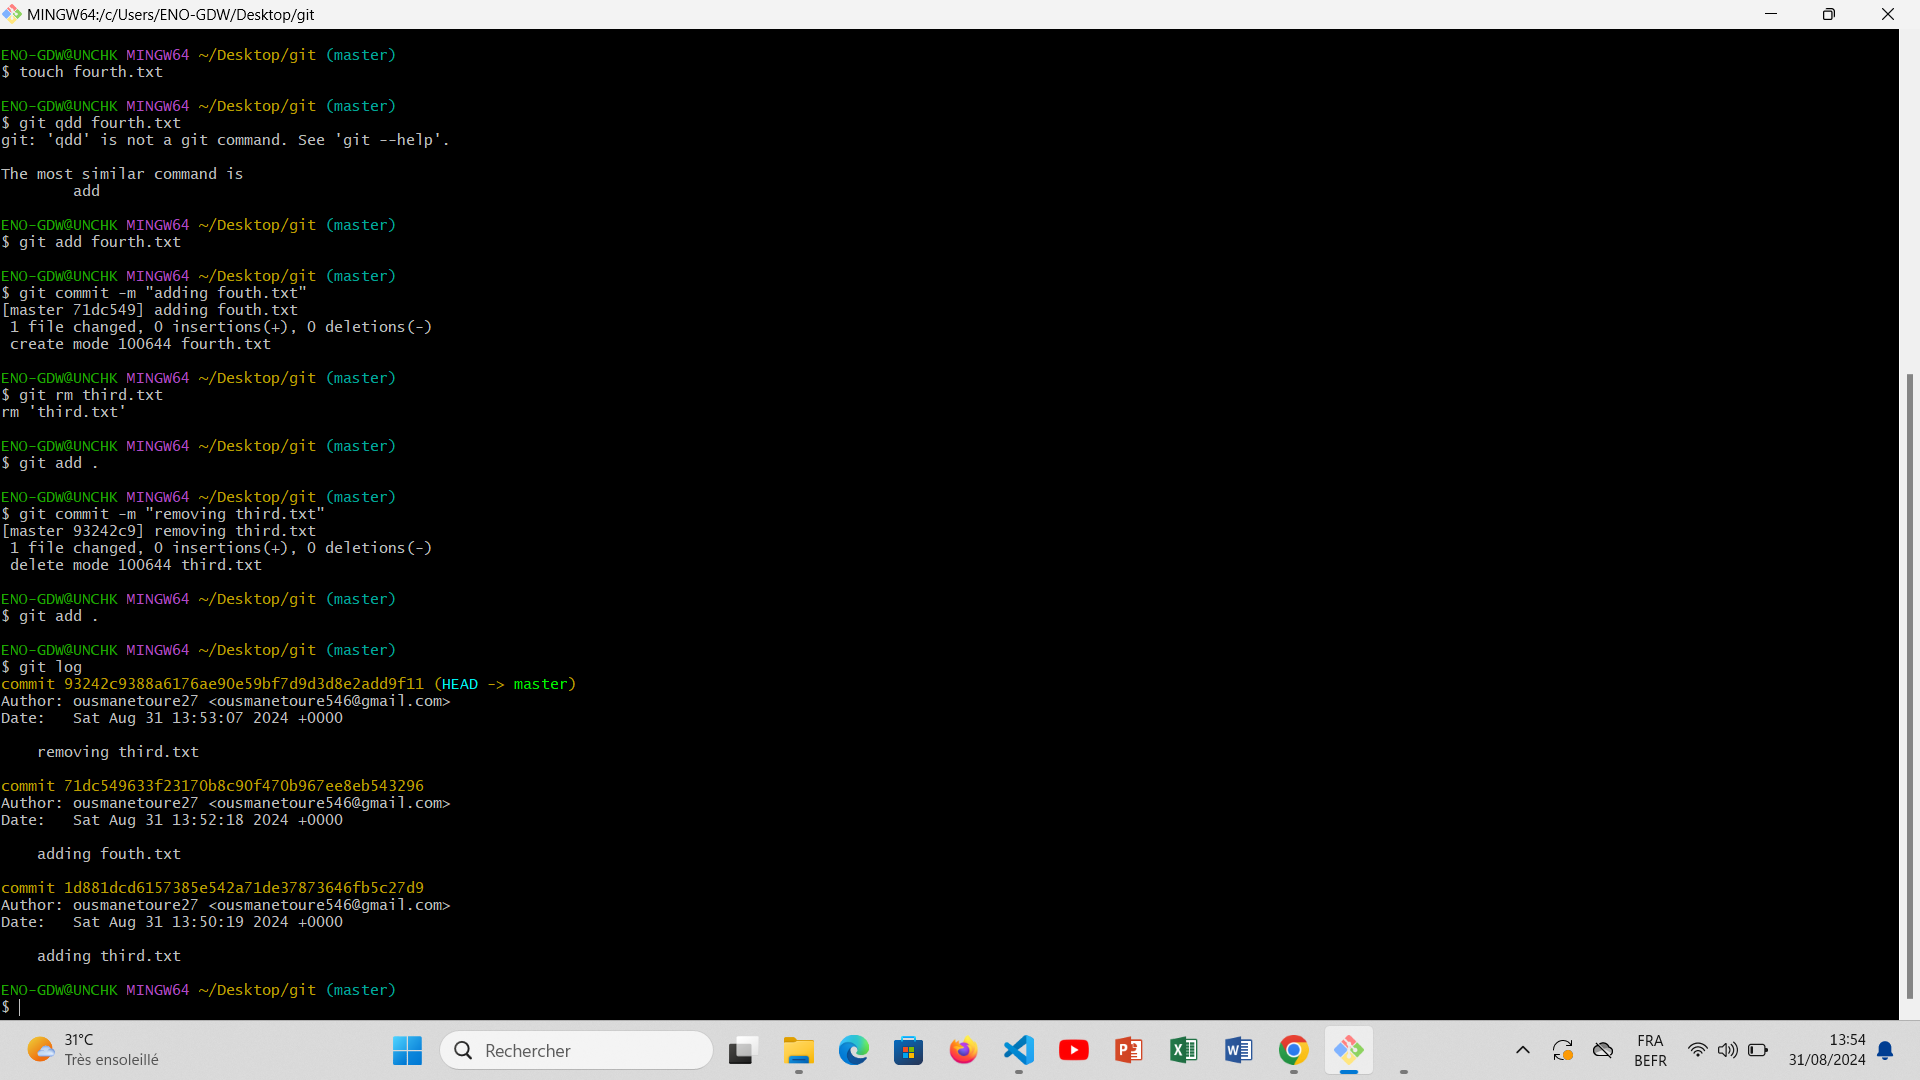 MINGW64:/c/Users/ENO-GDW/Desktop/git
ENO-GDW@UNCHK MINGW64 ~/Desktop/git (master)
$ touch fourth.txt
ENO-GDW@UNCHK MINGW64 ~/Desktop/git (master)
$ git qdd fourth.txt
git: 'qdd' is not a git command. See 'git --help'.
The most similar command is
add
ENO-GDW@UNCHK MINGW64 ~/Desktop/git (master)
$ git add fourth.txt
ENO-GDW@UNCHK MINGW64 ~/Desktop/git (master)
$ git commit -m "adding fouth.txt"
[master 71dc549] adding fouth.txt
1 file changed, 0 insertions(+), 0 deletions(-)
create mode 100644 fourth.txt
ENO-GDW@UNCHK MINGW64 ~/Desktop/git (master)
$ git rm third.txt
rm 'third.txt'
ENO-GDW@UNCHK MINGW64 ~/Desktop/git (master)
$ git add .
ENO-GDW@UNCHK MINGW64 ~/Desktop/git (master)
$ git commit -m "removing third.txt"
[master 93242c9] removing third.txt
1 file changed, 0 insertions(+), 0 deletions(-)
delete mode 100644 third.txt
ENO-GDW@UNCHK MINGW64 ~/Desktop/git (master)
$ git add .
ENO-GDW@UNCHK MINGW64 ~/Desktop/git (master)
$ git log
commit 93242c9388a6176ae90e59bf7d9d3d8e2add9f11 (HEAD -> master)
Author: ousmanetoure27 <ousmanetoure546@gmail.com>
Date:   Sat Aug 31 13:53:07 2024 +0000
removing third.txt
commit 71dc549633f23170b8c90f470b967ee8eb543296
Author: ousmanetoure27 <ousmanetoure546@gmail.com>
Date:   Sat Aug 31 13:52:18 2024 +0000
adding fouth.txt
commit 1d881dcd6157385e542a71de37873646fb5c27d9
Author: ousmanetoure27 <ousmanetoure546@gmail.com>
Date:   Sat Aug 31 13:50:19 2024 +0000
adding third.txt
ENO-GDW@UNCHK MINGW64 ~/Desktop/git (master)
$
31°C
Très ensoleillé
Rechercher
FRA
BEFR
13:54
31/08/2024